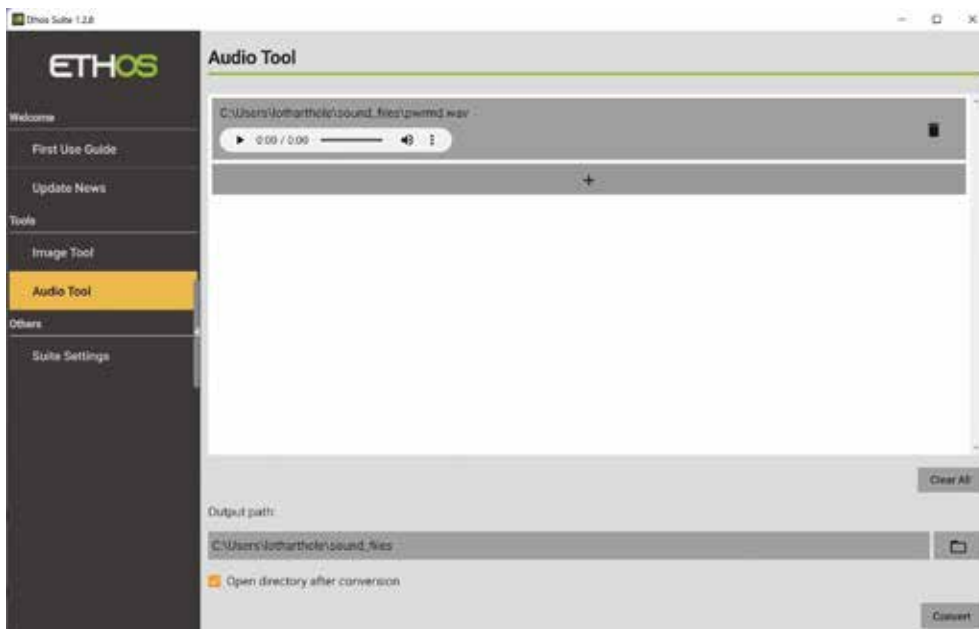 Ethos Suite 1.2.8
ETHOS
Welcome
First Use Guide
Update News
Tools
Image Tool
Audio Tool
Others
Suite Settings
Audio Tool
C:\Users\lotharthole\sound_files\pwrmd.wav
0:00 / 0:00
+
Clear All
Output path:
C:\Users\lotharthole\sound_files
Open directory after conversion
Convert